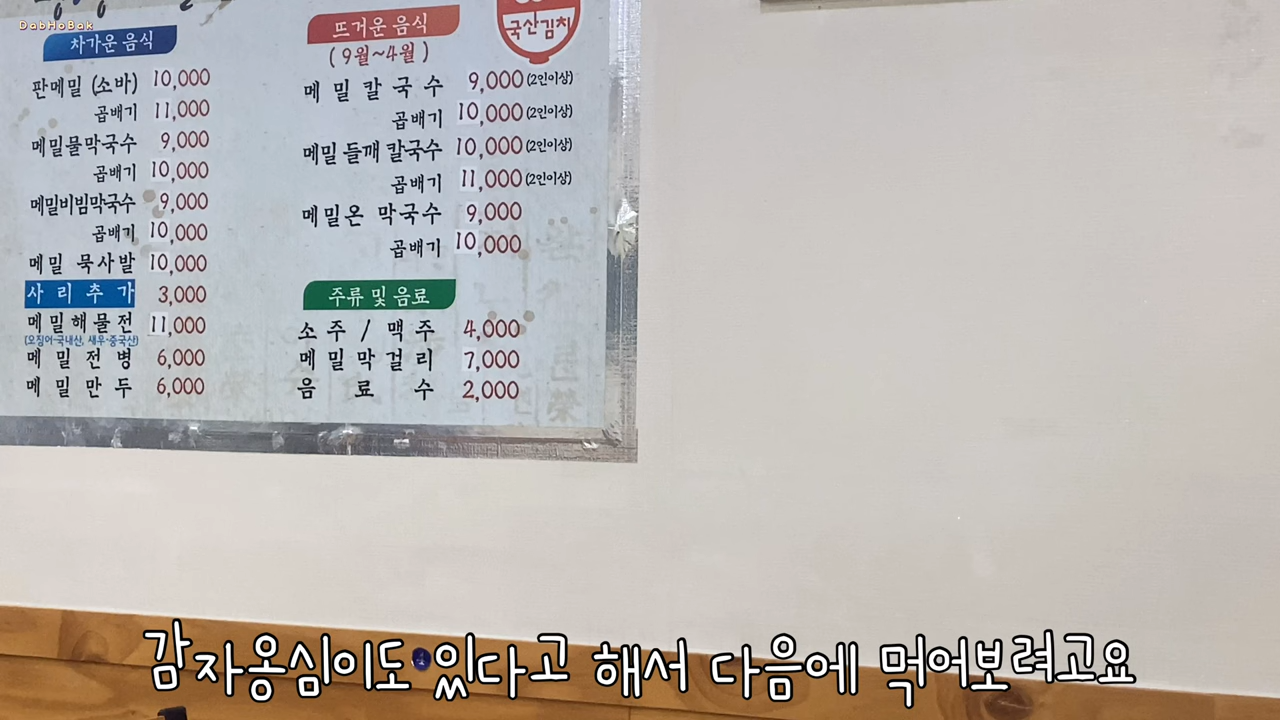 DabHoBak
차가운 음식
판메밀 (소바) 10,000
곱배기 11,000
메밀물막국수 9,000
곱배기 10,000
메밀비빔막국수 9,000
곱배기 10,000
메밀 묵사발 10,000
사리추가 3,000
메밀해물전 11,000
(오징어-국내산, 새우-중국산)
메밀전병 6,000
메밀만두 6,000
뜨거운 음식
(9월~4월)
국산김치
메밀칼국수 9,000(2인이상)
곱배기 10,000(2인이상)
메밀들깨칼국수 10,000(2인이상)
곱배기 11,000(2인이상)
메밀온 막국수 9,000
곱배기 10,000
주류 및 음료
소주 / 맥주 4,000
메밀막걸리 7,000
음료수 2,000
감자옹심이도 있다고 해서 다음에 먹어보려고요